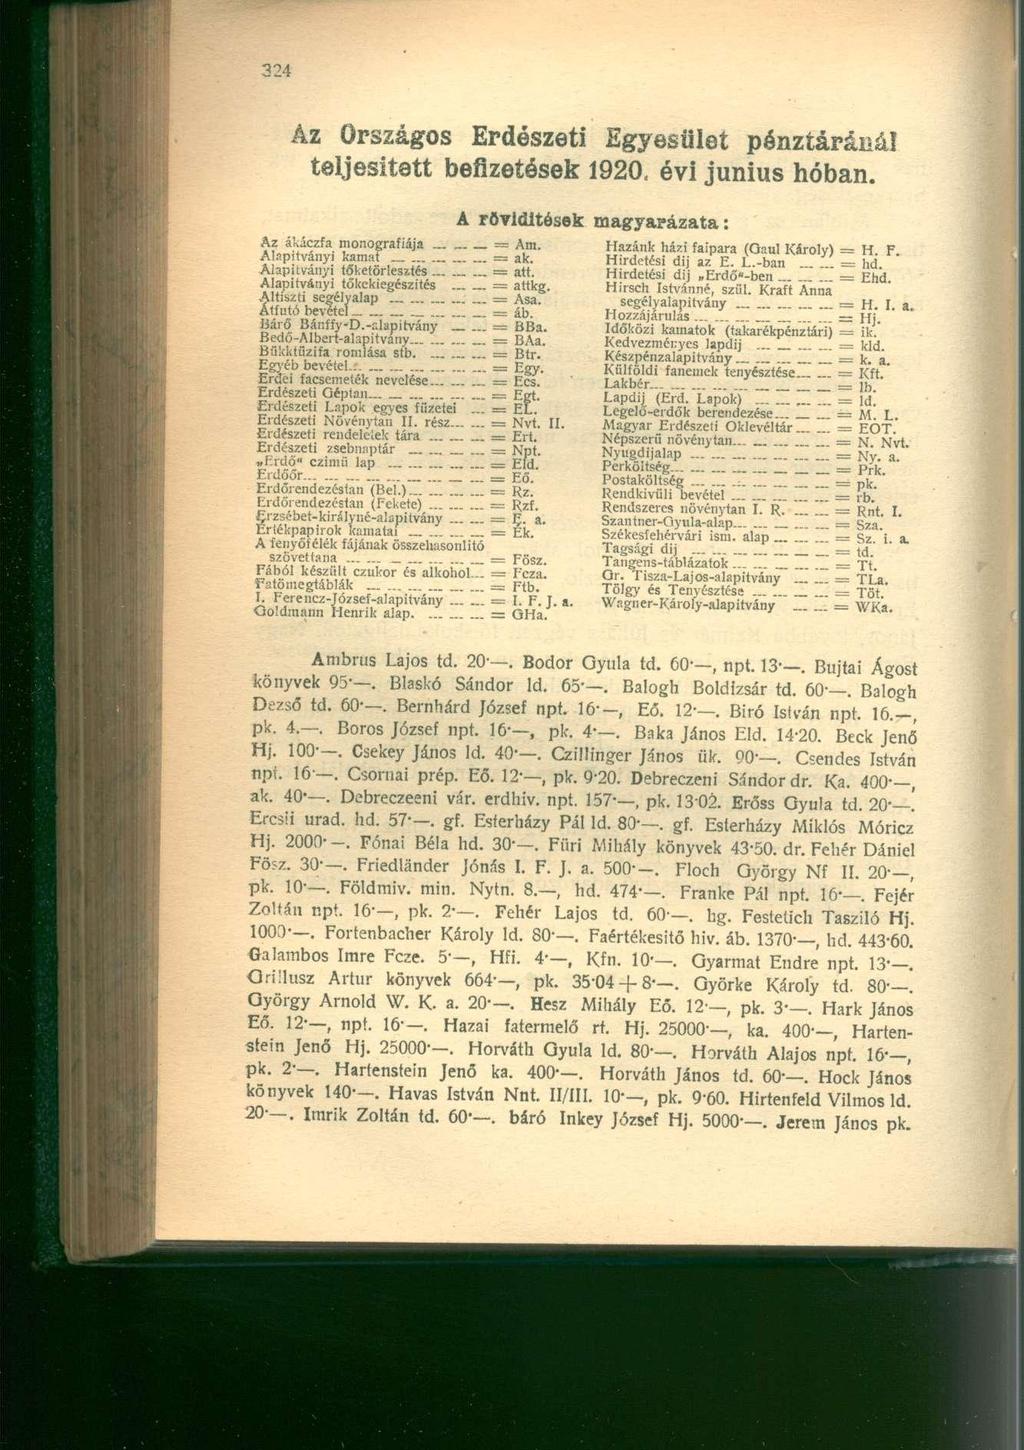 324
Az Országos Erdészeti Egyesület pénztáránál
teljesitett befizetések 1920. évi junius hóban.
A röviditések magyarázata:
Az ákáczfa monografiája = Am.
Alapitványi kamat = ak.
Alapitványi tőketörlesztés = att.
Alapitványi tőkekiegészités = attkg.
Altiszti segélyalap = Asa.
Átfutó bevétel = áb.
Báró Bánffy-D.-alapitvány = BBa.
Bedő-Albert-alapitvány = BAa.
Bükktüzifa romlása stb. = Btr.
Egyéb bevétel = Egy.
Erdei facsemeték nevelése = Ecs.
Erdészeti Géptan = Egt.
Erdészeti Lapok egyes füzetei = EL.
Erdészeti Növénytan II. rész = Nvt. II.
Erdészeti rendeletek tára = Ert.
Erdészeti zsebnaptár = Npt.
„Erdő" czimü lap = Eld.
Erdőőr = Eő.
Erdőrendezéstan (Bel.) = Rz.
Erdőrendezéstan (Fekete) = Rzf.
Erzsébet-királyné-alapitvány = E. a.
Értékpapirok kamatai = Ék.
A fenyőfélék fájának összehasonlitó
szövettana = Fösz.
Fából készült czukor és alkohol = Fcza.
Fatömegtáblák = Ftb.
I. Ferencz-József-alapitvány = I. F. J. a.
Goldmann Henrik alap. = GHa.
Hazánk házi faipara (Gaul Károly) = H. F.
Hirdetési dij az E. L.-ban = hd.
Hirdetési dij „Erdő"-ben = Ehd.
Hirsch Istvánné, szül. Kraft Anna
segélyalapitvány = H. I. a.
Hozzájárulás = Hj.
Időközi kamatok (takarékpénztári) = ik.
Kedvezményes lapdij = kld.
Készpénzalapitvány = k. a.
Külföldi fanemek tenyésztése = Kft.
Lakbér = lb.
Lapdij (Erd. Lapok) = ld.
Legelő-erdők berendezése = M. L.
Magyar Erdészeti Oklevéltár = EOT.
Népszerü növénytan = N. Nvt.
Nyugdijalap = Ny. a.
Perköltség = Prk.
Postaköltség = pk.
Rendkivüli bevétel = rb.
Rendszeres növénytan I. R. = Rnt. I.
Szantner-Gyula-alap = Sza.
Székesfehérvári ism. alap = Sz. i. a.
Tagsági dij = td.
Tangens-táblázatok = Tt.
Gr. Tisza-Lajos-alapitvány = TLa.
Tölgy és Tenyésztése = Töt.
Wagner-Károly-alapitvány = WKa.
Ambrus Lajos td. 20·—. Bodor Gyula td. 60·—, npt. 13·—. Bujtai Ágost
könyvek 95·—. Blaskó Sándor ld. 65·—. Balogh Boldizsár td. 60·—. Balogh
Dezső td. 60·—. Bernhárd József npt. 16·—, Eő. 12·—. Biró István npt. 16.—,
pk. 4.—. Boros József npt. 16·—, pk. 4·—. Baka János Eld. 14·20. Beck Jenő
Hj. 100·—. Csekey János ld. 40·—. Czillinger János ük. 90·—. Csendes István
npt. 16·—. Csornai prép. Eő. 12·—, pk. 9·20. Debreczeni Sándor dr. Ka. 400·—,
ak. 40·—. Debreczeeni vár. erdhiv. npt. 157·—, pk. 13·02. Erőss Gyula td. 20·—.
Ercsii urad. hd. 57·—. gf. Esterházy Pál ld. 80·—. gf. Esterházy Miklós Móricz
Hj. 2000·—. Fónai Béla hd. 30·—. Füri Mihály könyvek 43·50. dr. Fehér Dániel
Fösz. 30·—. Friedländer Jónás I. F. J. a. 500·—. Floch György Nf II. 20·—,
pk. 10·—. Földmiv. min. Nytn. 8.—, hd. 474·—. Franke Pál npt. 16·—. Fejér
Zoltán npt. 16·—, pk. 2·—. Fehér Lajos td. 60·—. hg. Festetich Tasziló Hj.
1000·—. Fortenbacher Károly ld. 80·—. Faértékesitő hiv. áb. 1370·—, hd. 443·60.
Galambos Imre Fcze. 5·—, Hfi. 4·—, Kfn. 10·—. Gyarmat Endre npt. 13·—.
Grillusz Artur könyvek 664·—, pk. 35·04 + 8·—. Györke Károly td. 80·—.
György Arnold W. K. a. 20·—. Hesz Mihály Eő. 12·—, pk. 3·—. Hark János
Eő. 12·—, npt. 16·—. Hazai fatermelő rt. Hj. 25000·—, ka. 400·—, Harten-
stein Jenő Hj. 25000·—. Horváth Gyula ld. 80·—. Horváth Alajos npt. 16·—,
pk. 2·—. Hartenstein Jenő ka. 400·—. Horváth János td. 60·—. Hock János
könyvek 140·—. Havas István Nnt. II/III. 10·—, pk. 9·60. Hirtenfeld Vilmos ld.
20·—. Imrik Zoltán td. 60·—. báró Inkey József Hj. 5000·—. Jerem János pk.